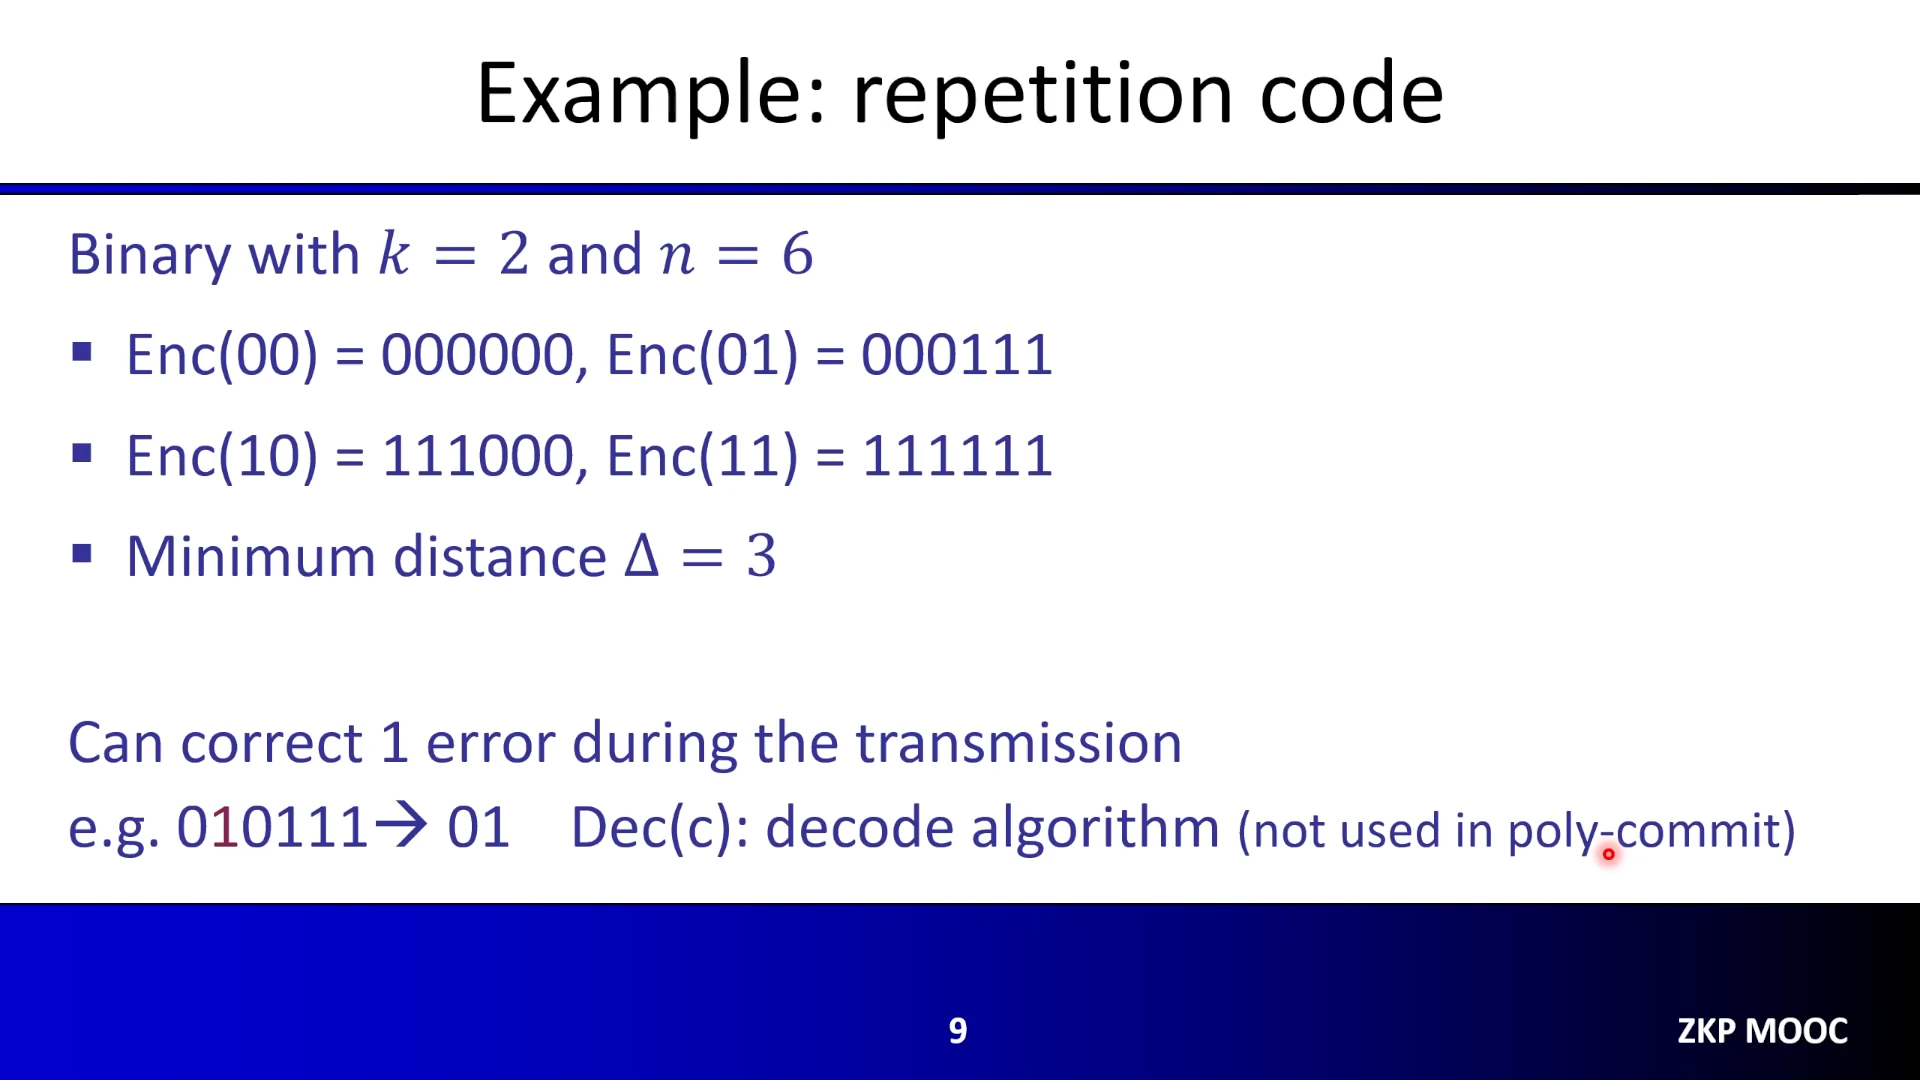 Example: repetition code
Binary with k = 2 and n = 6
▪ Enc(00) = 000000, Enc(01) = 000111
▪ Enc(10) = 111000, Enc(11) = 111111
▪ Minimum distance Δ = 3
Can correct 1 error during the transmission
e.g. 010111→ 01 Dec(c): decode algorithm (not used in poly-commit)
9
ZKP MOOC